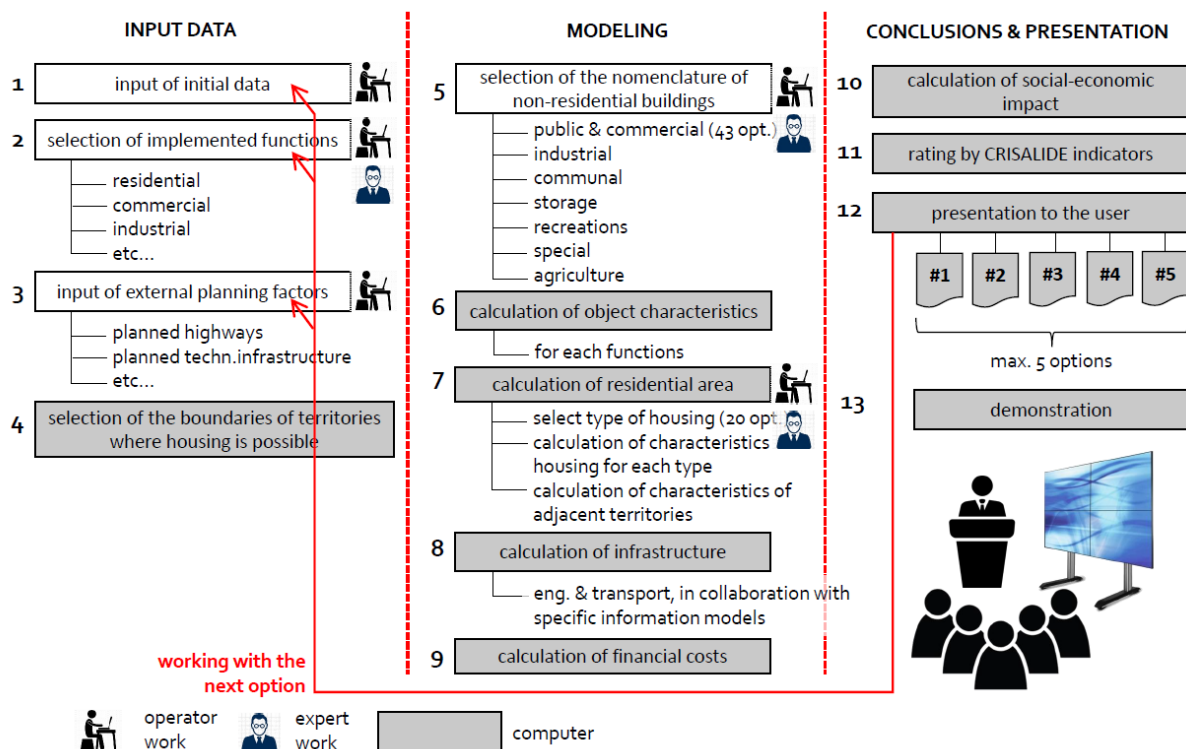 INPUT DATA
1
input of initial data
2
selection of implemented functions
residential
commercial
industrial
etc...
3
input of external planning factors
planned highways
planned techn.infrastructure
etc...
4
selection of the boundaries of territories
where housing is possible
MODELING
5
selection of the nomenclature of
non-residential buildings
public & commercial (43 opt.)
industrial
communal
storage
recreations
special
agriculture
6
calculation of object characteristics
for each functions
7
calculation of residential area
select type of housing (20 opt.)
calculation of characteristics
housing for each type
calculation of characteristics of
adjacent territories
8
calculation of infrastructure
eng. & transport, in collaboration with
specific information models
9
calculation of financial costs
CONCLUSIONS & PRESENTATION
10
calculation of social-economic
impact
11
rating by CRISALIDE indicators
12
presentation to the user
#1 #2 #3 #4 #5
max. 5 options
13
demonstration
working with the
next option
operator
work
expert
work
computer